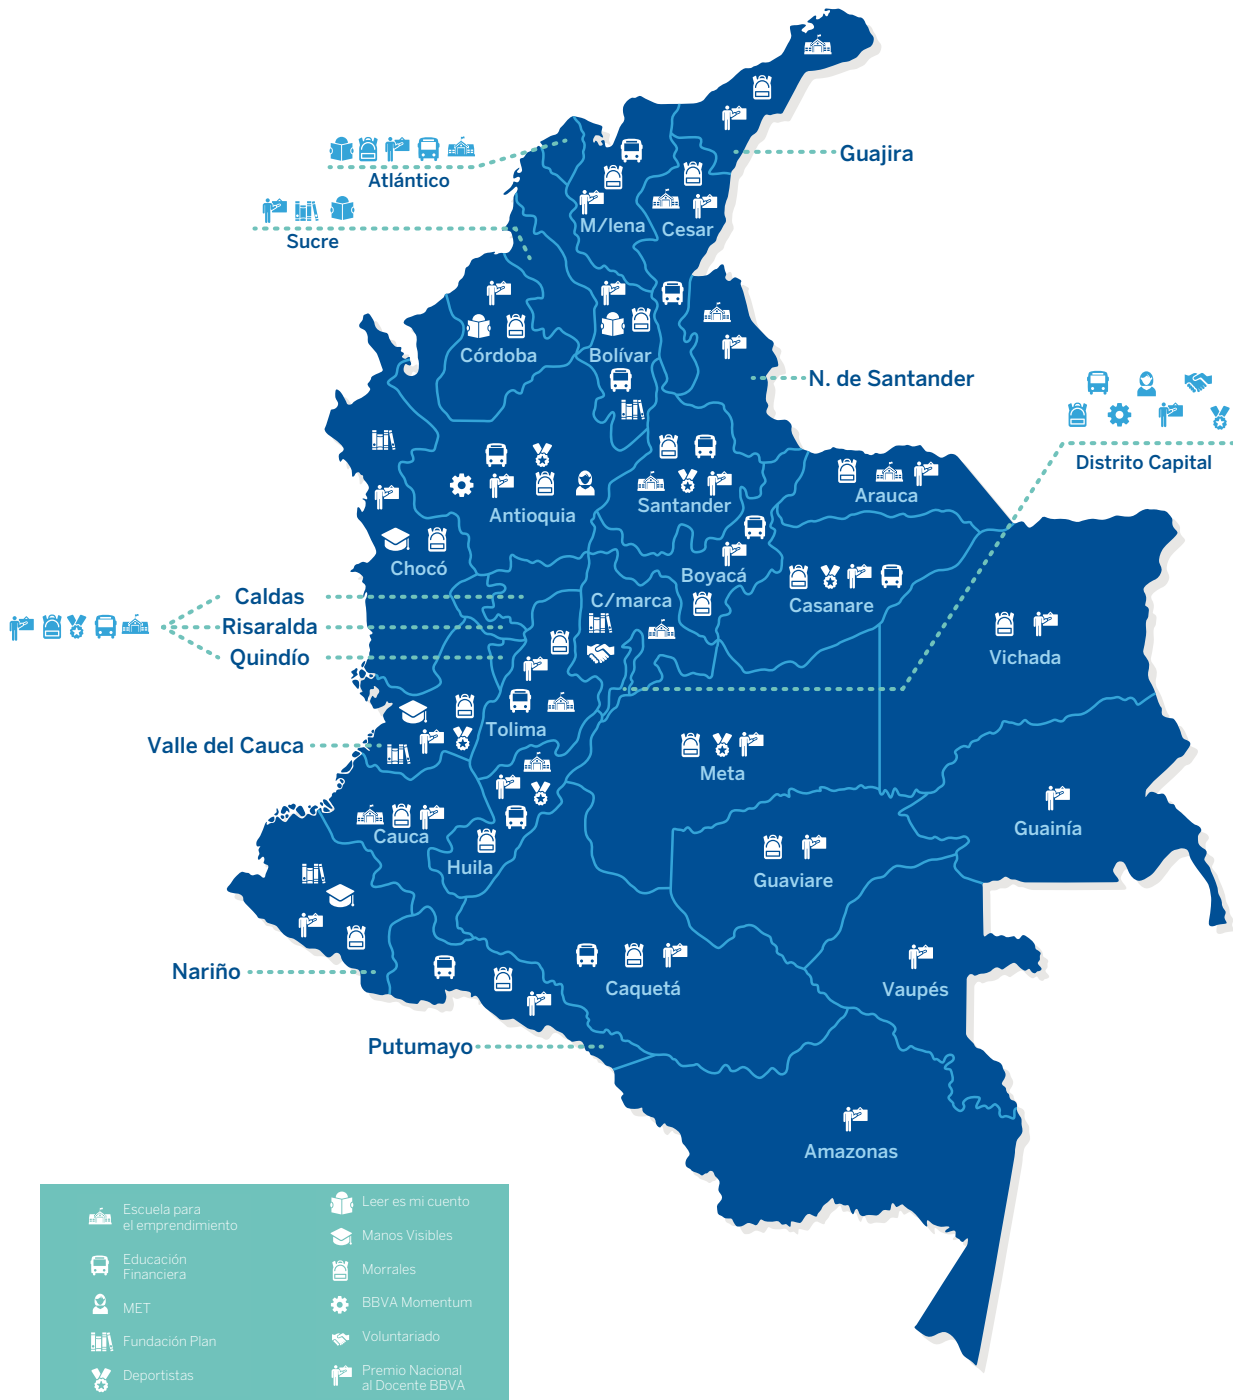 Guajira
Atlántico
Sucre
M/lena
Cesar
Córdoba
Bolívar
N. de Santander
Distrito Capital
Antioquia
Santander
Arauca
Chocó
Boyacá
Casanare
Caldas
C/marca
Risaralda
Quindío
Vichada
Valle del Cauca
Tolima
Meta
Guainía
Cauca
Huila
Guaviare
Nariño
Caquetá
Vaupés
Putumayo
Amazonas
Escuela para
el emprendimiento
Educación
Financiera
MET
Fundación Plan
Deportistas
Leer es mi cuento
Manos Visibles
Morrales
BBVA Momentum
Voluntariado
Premio Nacional
al Docente BBVA